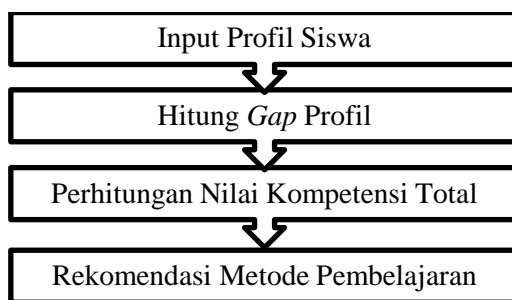 Input Profil Siswa
Hitung Gap Profil
Perhitungan Nilai Kompetensi Total
Rekomendasi Metode Pembelajaran